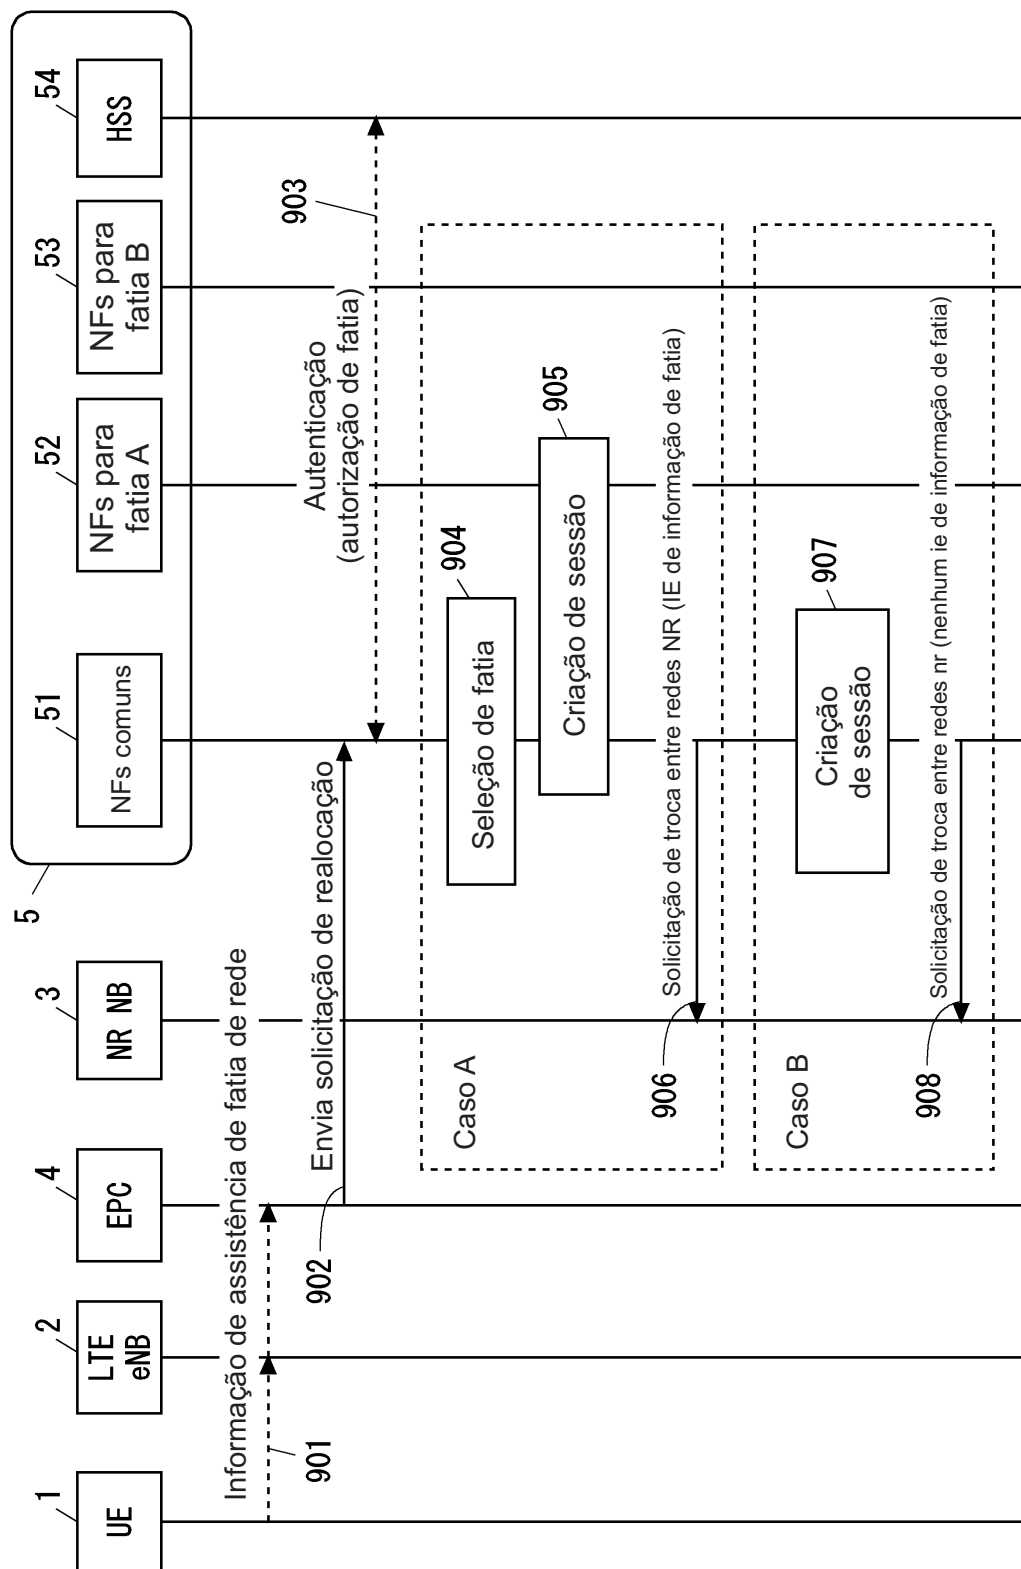 1
UE
2
LTE
eNB
4
EPC
3
NR NB
5
51
NFs comuns
52
NFs para
fatia A
53
NFs para
fatia B
54
HSS
Informação de assistência de fatia de rede
901
Envia solicitação de realocação
902
Autenticação
(autorização de fatia)
903
Caso A
Seleção de fatia
904
Criação de sessão
905
Solicitação de troca entre redes NR (IE de informação de fatia)
906
Caso B
Criação
de sessão
907
Solicitação de troca entre redes nr (nenhum ie de informação de fatia)
908